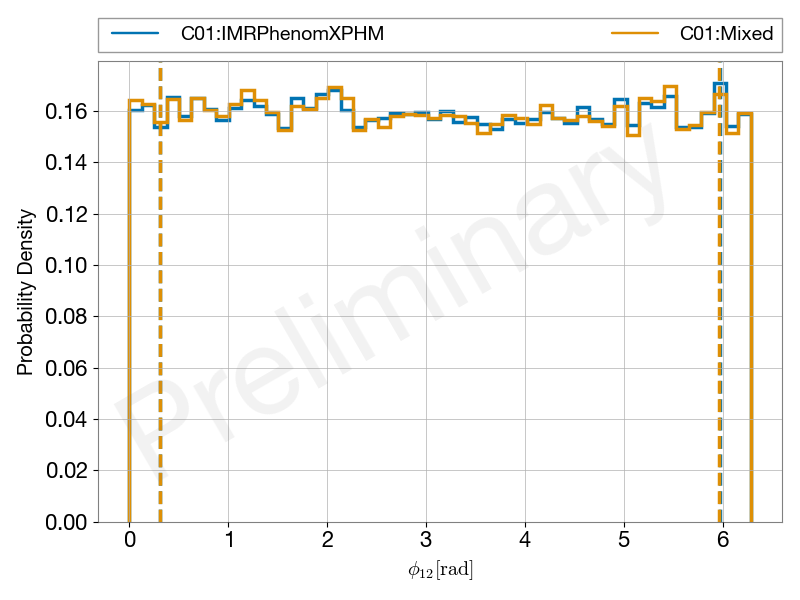 C01:IMRPhenomXPHM C01:Mixed
Probability Density
0.16
0.14
0.12
0.10
0.08
0.06
0.04
0.02
0.00
Preliminary
0 1 2 3 4 5 6
ϕ₁₂[rad]